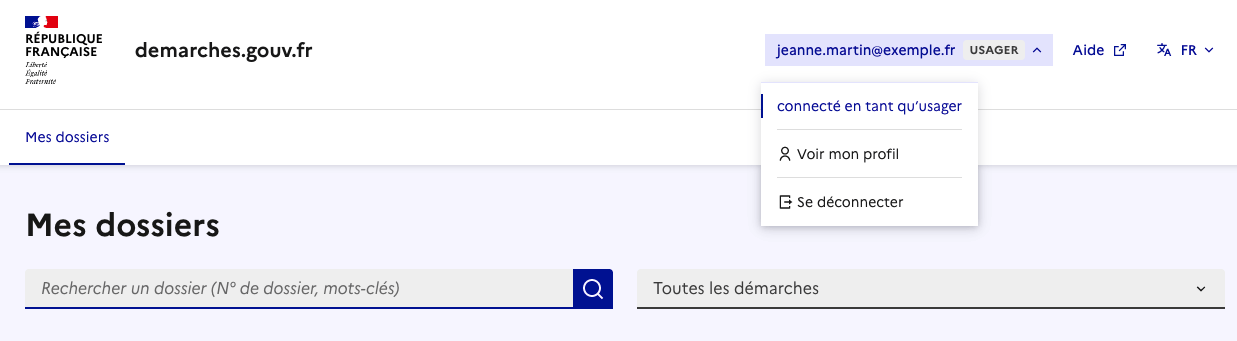 RÉPUBLIQUE
FRANÇAISE
Liberté
Égalité
Fraternité
demarches.gouv.fr
jeanne.martin@exemple.fr USAGER
Aide
FR
connecté en tant qu’usager
Voir mon profil
Se déconnecter
Mes dossiers
Mes dossiers
Rechercher un dossier (N° de dossier, mots-clés)
Toutes les démarches